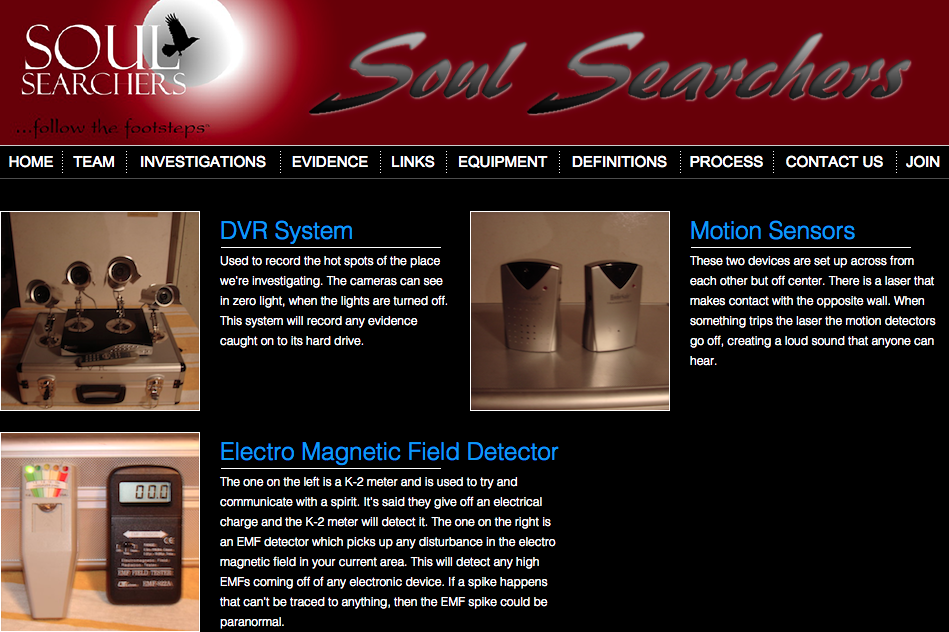 SOUL
SEARCHERS
...follow the footsteps™
Soul Searchers
HOME
TEAM
INVESTIGATIONS
EVIDENCE
LINKS
EQUIPMENT
DEFINITIONS
PROCESS
CONTACT US
JOIN
DVR System
Used to record the hot spots of the place
we're investigating. The cameras can see
in zero light, when the lights are turned off.
This system will record any evidence
caught on to its hard drive.
Motion Sensors
These two devices are set up across from
each other but off center. There is a laser that
makes contact with the opposite wall. When
something trips the laser the motion detectors
go off, creating a loud sound that anyone can
hear.
00.0
CE
Electromagnetic Field
Radiation Tester
EMF FIELD TESTER
EMF-822A
Electro Magnetic Field Detector
The one on the left is a K-2 meter and is used to try and
communicate with a spirit. It's said they give off an electrical
charge and the K-2 meter will detect it. The one on the right is
an EMF detector which picks up any disturbance in the electro
magnetic field in your current area. This will detect any high
EMFs coming off of any electronic device. If a spike happens
that can't be traced to anything, then the EMF spike could be
paranormal.